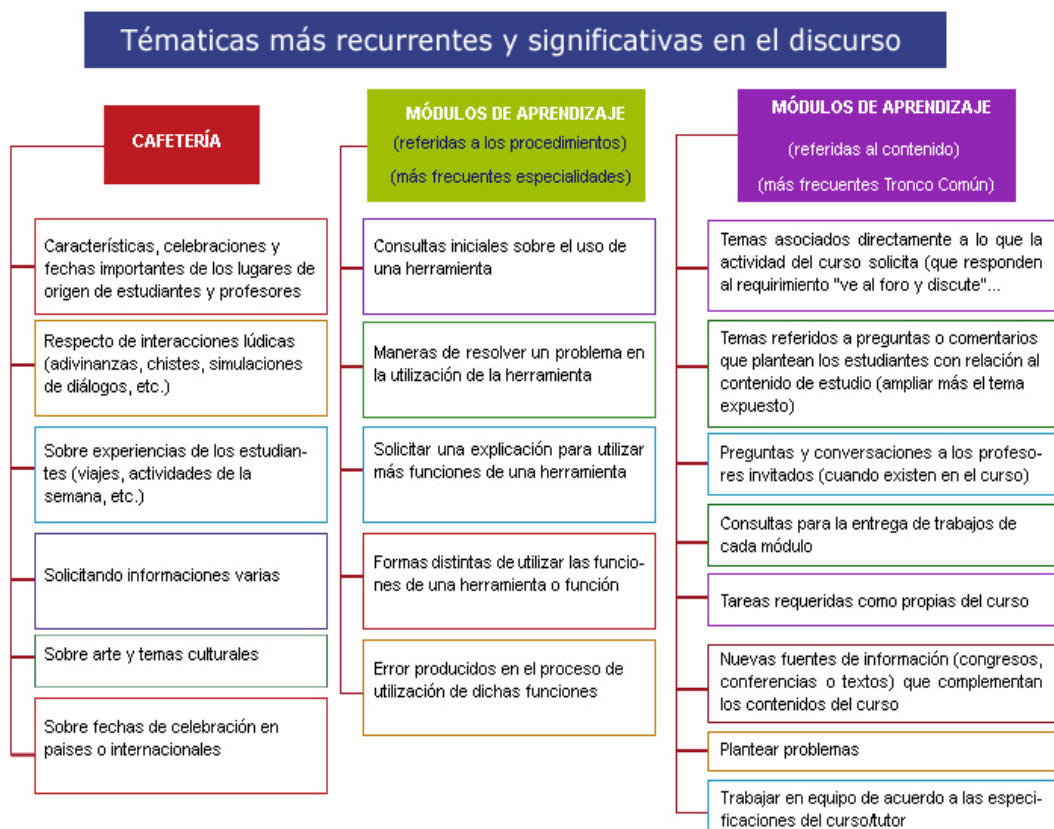 Tématicas más recurrentes y significativas en el discurso
CAFETERÍA
Características, celebraciones y
fechas importantes de los lugares de
origen de estudiantes y profesores
Respecto de interacciones lúdicas
(adivinanzas, chistes, simulaciones
de diálogos, etc.)
Sobre experiencias de los estudian-
tes (viajes, actividades de la
semana, etc.)
Solicitando informaciones varias
Sobre arte y temas culturales
Sobre fechas de celebración en
paises o internacionales
MÓDULOS DE APRENDIZAJE
(referidas a los procedimientos)
(más frecuentes especialidades)
Consultas iniciales sobre el uso de
una herramienta
Maneras de resolver un problema en
la utilización de la herramienta
Solicitar una explicación para utilizar
más funciones de una herramienta
Formas distintas de utilizar las funcio-
nes de una herramienta o función
Error producidos en el proceso de
utilización de dichas funciones
MÓDULOS DE APRENDIZAJE
(referidas al contenido)
(más frecuentes Tronco Común)
Temas asociados directamente a lo que la
actividad del curso solicita (que responden
al requirimiento "ve al foro y discute"...
Temas referidos a preguntas o comentarios
que plantean los estudiantes con relación al
contenido de estudio (ampliar más el tema
expuesto)
Preguntas y conversaciones a los profeso-
res invitados (cuando existen en el curso)
Consultas para la entrega de trabajos de
cada módulo
Tareas requeridas como propias del curso
Nuevas fuentes de información (congresos,
conferencias o textos) que complementan
los contenidos del curso
Plantear problemas
Trabajar en equipo de acuerdo a las especi-
ficaciones del curso/tutor